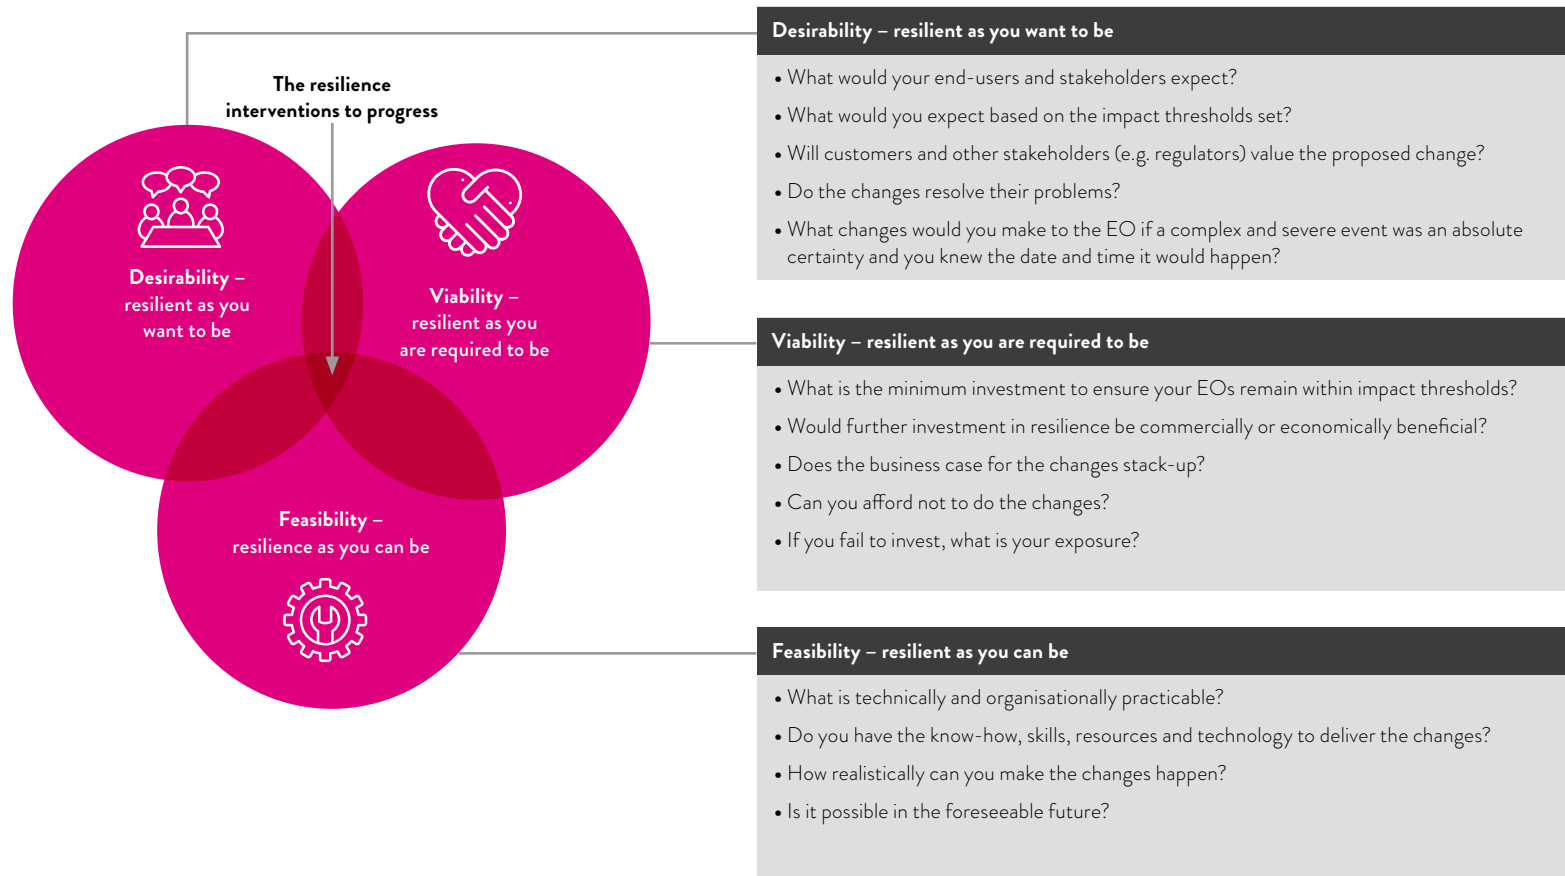 The resilience
interventions to progress
Desirability –
resilient as you
want to be
Viability –
resilient as you
are required to be
Feasibility –
resilience as you can be
Desirability – resilient as you want to be
• What would your end-users and stakeholders expect?
• What would you expect based on the impact thresholds set?
• Will customers and other stakeholders (e.g. regulators) value the proposed change?
• Do the changes resolve their problems?
• What changes would you make to the EO if a complex and severe event was an absolute
certainty and you knew the date and time it would happen?
Viability – resilient as you are required to be
• What is the minimum investment to ensure your EOs remain within impact thresholds?
• Would further investment in resilience be commercially or economically beneficial?
• Does the business case for the changes stack-up?
• Can you afford not to do the changes?
• If you fail to invest, what is your exposure?
Feasibility – resilient as you can be
• What is technically and organisationally practicable?
• Do you have the know-how, skills, resources and technology to deliver the changes?
• How realistically can you make the changes happen?
• Is it possible in the foreseeable future?